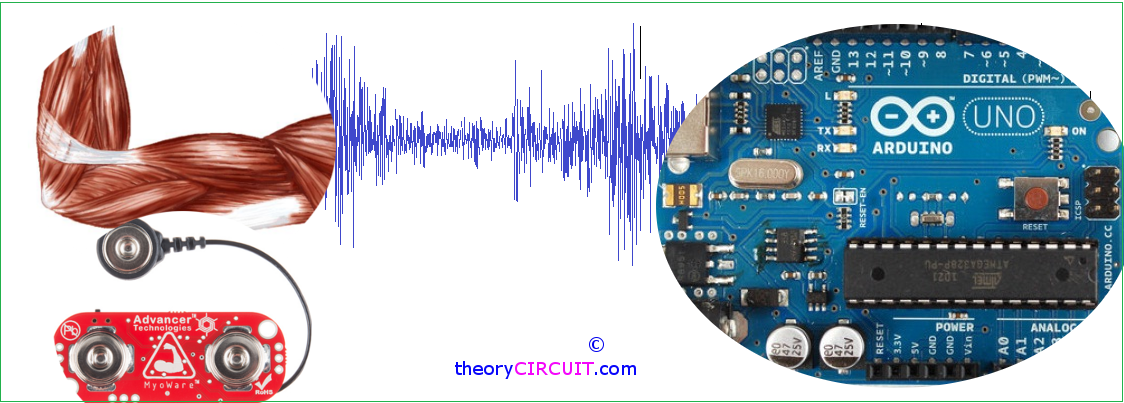 AREF
GND
13
12
~11
~10
~9
8
7
~6
~5
DIGITAL (PWM~)
L
TX
RX
ARDUINO
UNO
ON
SPK16.000Y
RESET-EN
RESET
ICSP
ARDUINO.CC
ATMEGA328P-PU
ATMEL
47
25V
47
25V
POWER
ANALOG
RESET
3.3V
5V
GND
GND
Vin
A0
A1
A2
Advancer
Technologies
MyoWare
RoHS
©
theoryCIRCUIT.com